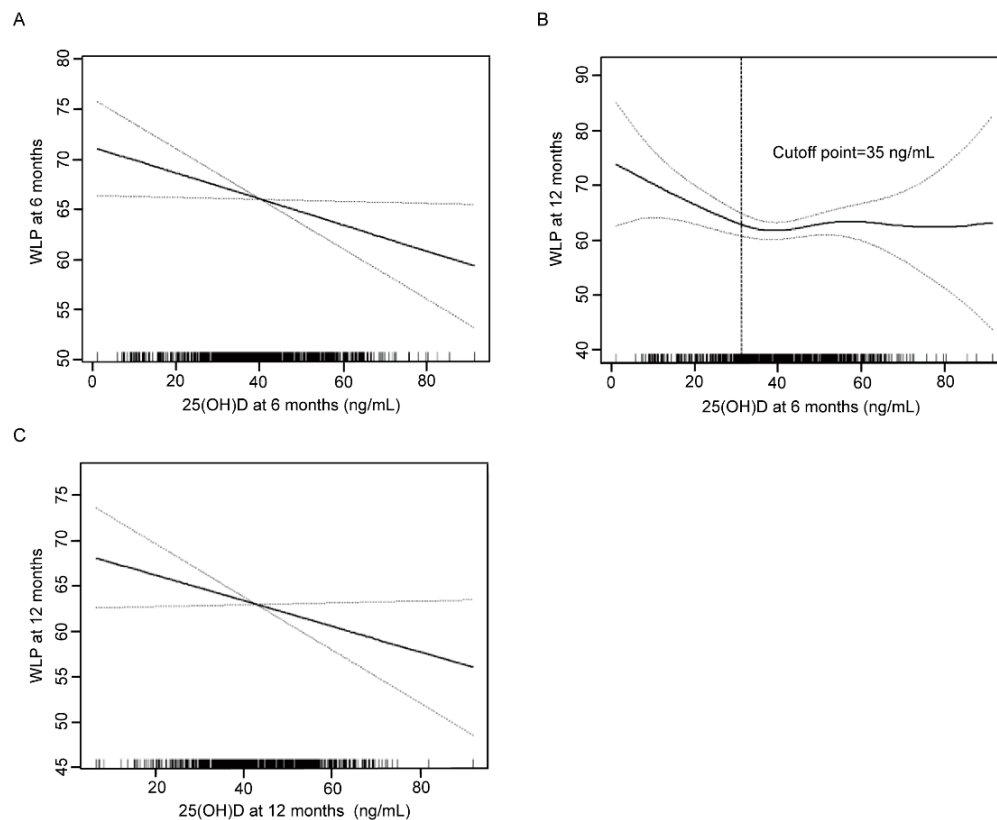 A
80
75
70
65
60
55
50
WLP at 6 months
0 20 40 60 80
25(OH)D at 6 months (ng/mL)
B
90
80
70
60
50
40
WLP at 12 months
Cutoff point=35 ng/mL
0 20 40 60 80
25(OH)D at 6 months (ng/mL)
C
75
70
65
60
55
50
45
WLP at 12 months
20 40 60 80
25(OH)D at 12 months (ng/mL)